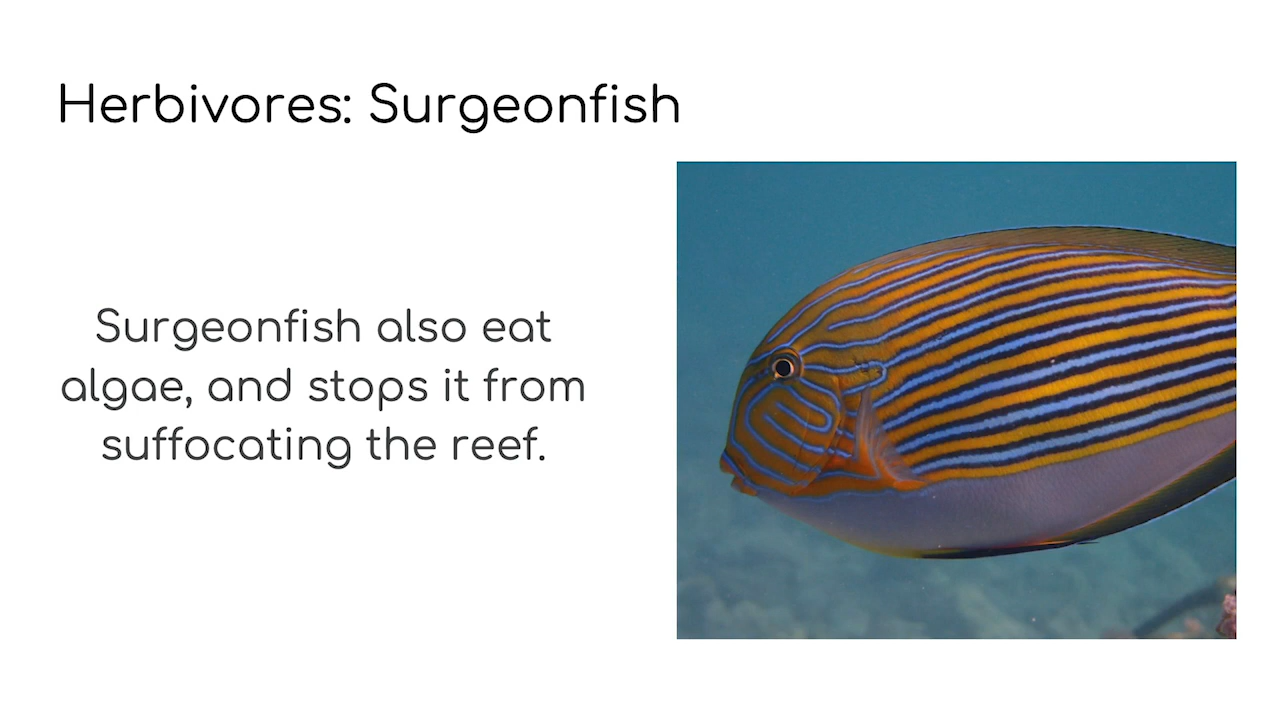 Herbivores: Surgeonfish
Surgeonfish also eat
algae, and stops it from
suffocating the reef.